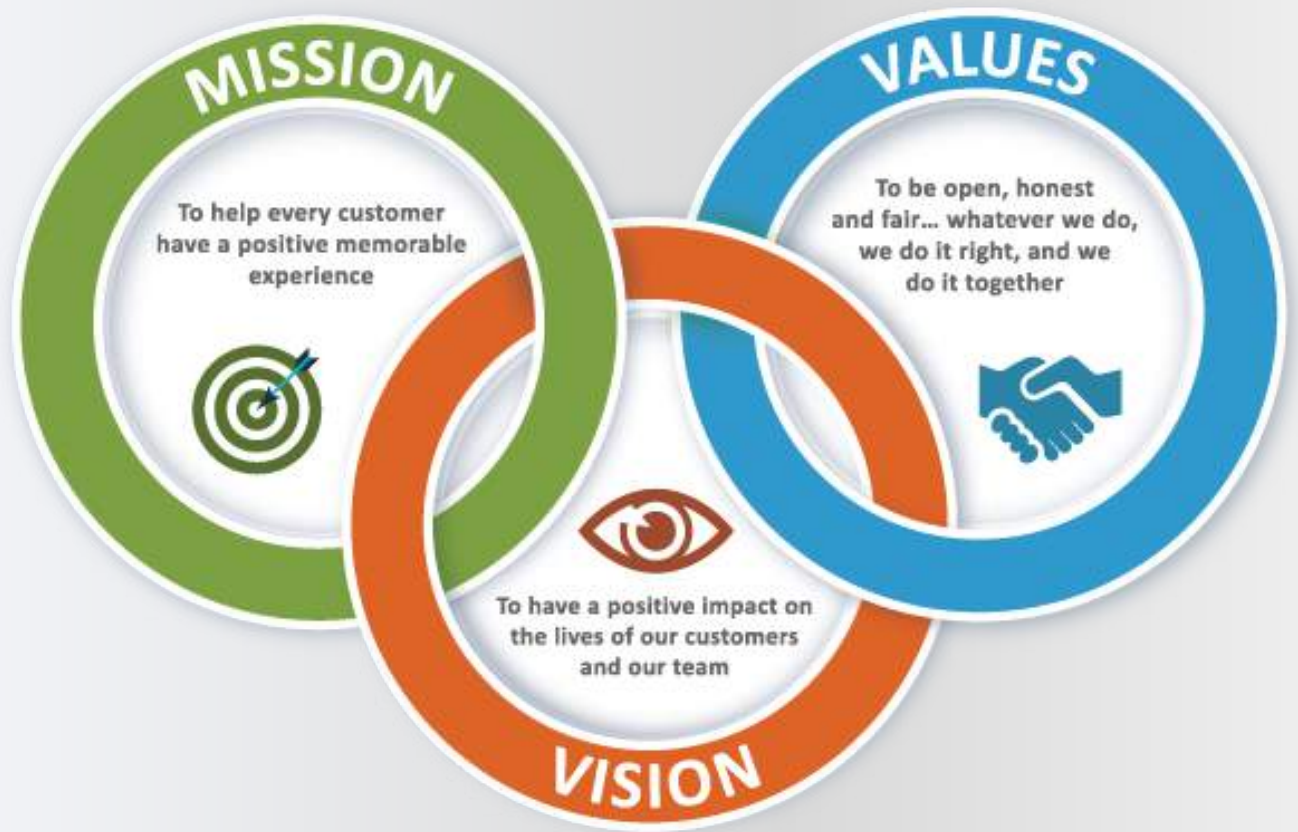 MISSION
To help every customer
have a positive memorable
experience
VALUES
To be open, honest
and fair... whatever we do,
we do it right, and we
do it together
To have a positive impact on
the lives of our customers
and our team
VISION